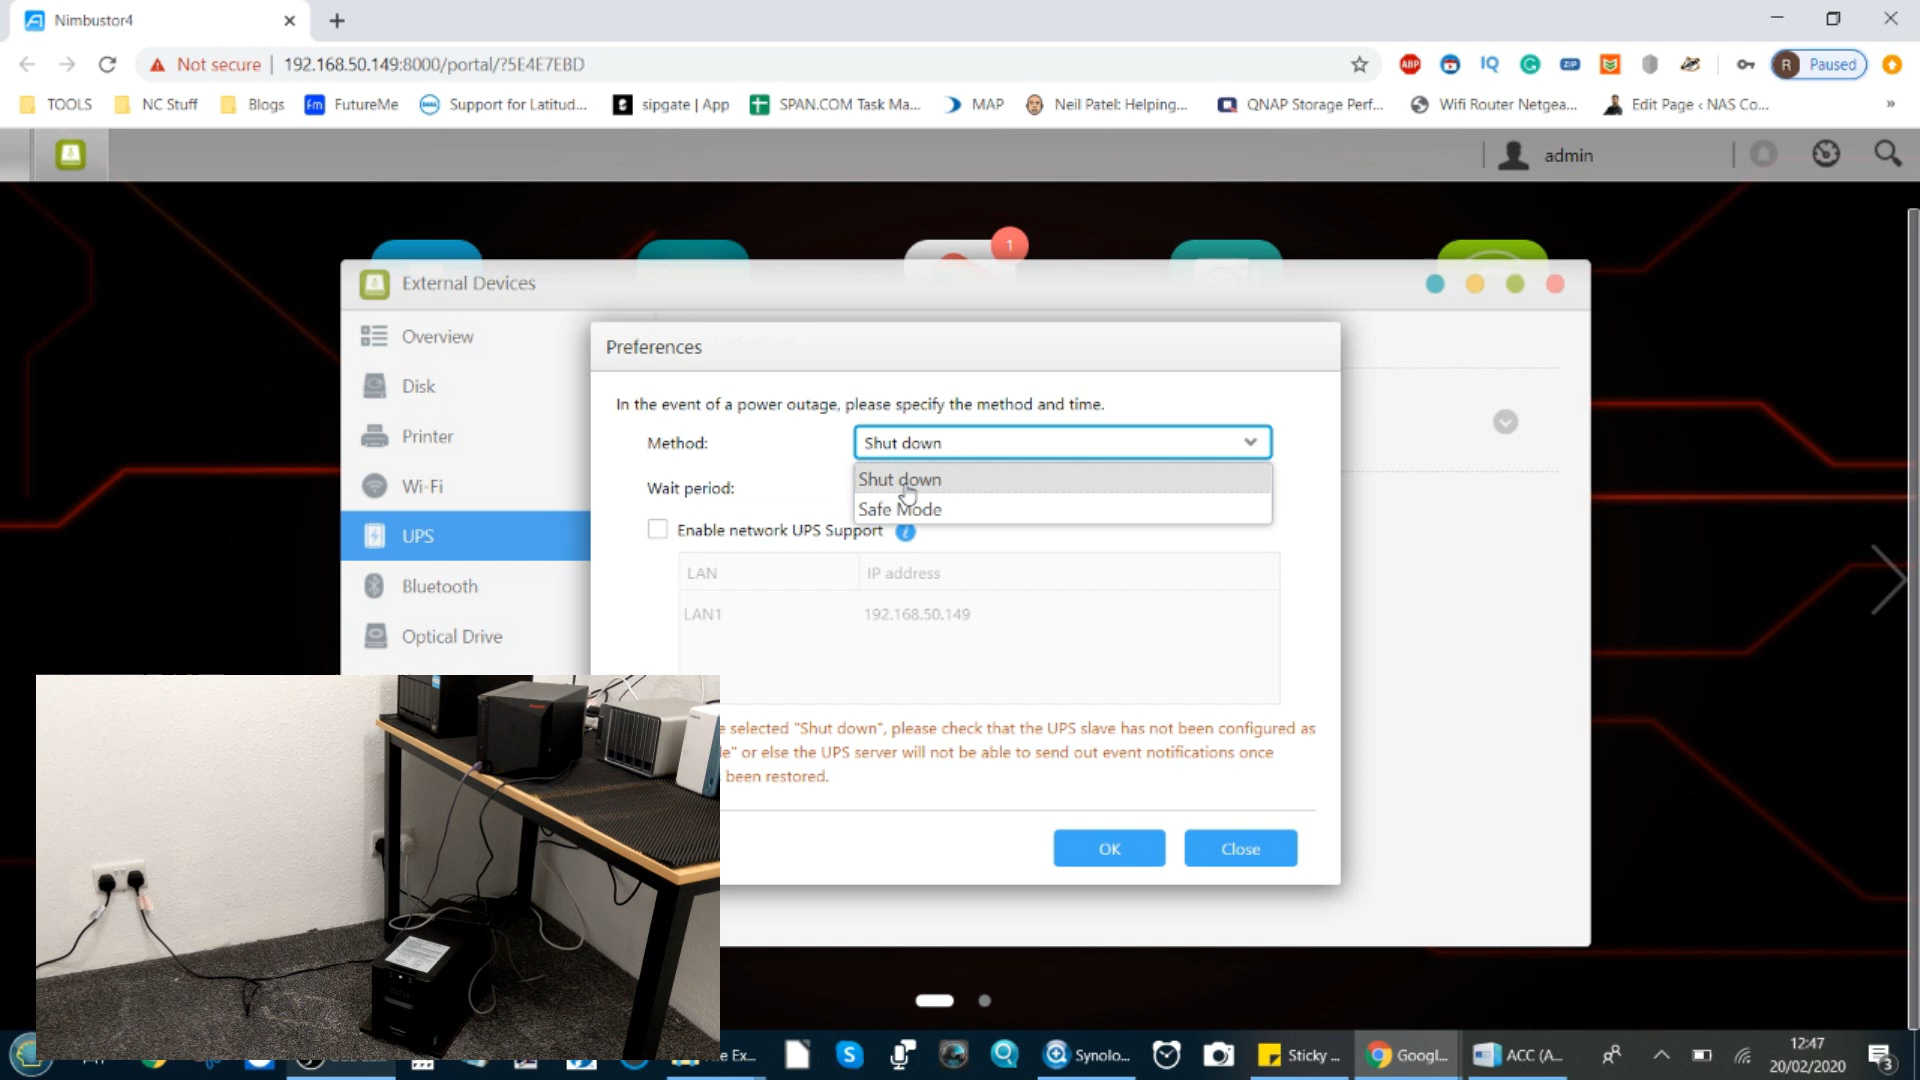 Nimbustor4
Not secure
192.168.50.149:8000/portal/?5E4E7EBD
ABP
IQ
ZIP
R
Paused
TOOLS
NC Stuff
Blogs
fm
FutureMe
Support for Latitud...
sipgate | App
SPAN.COM Task Ma...
MAP
Neil Patel: Helping...
QNAP Storage Perf...
Wifi Router Netgea...
Edit Page ‹ NAS Co...
»
admin
1
External Devices
Overview
Disk
Printer
Wi-Fi
UPS
Bluetooth
Optical Drive
Preferences
In the event of a power outage, please specify the method and time.
Method:
Shut down
Shut down
Wait period:
Safe Mode
Enable network UPS Support
LAN
IP address
LAN1
192.168.50.149
selected "Shut down", please check that the UPS slave has not been configured as
or else the UPS server will not be able to send out event notifications once
been restored.
OK
Close
Ex...
Synolo...
Sticky ...
Googl...
ACC (A...
12:47
20/02/2020
3